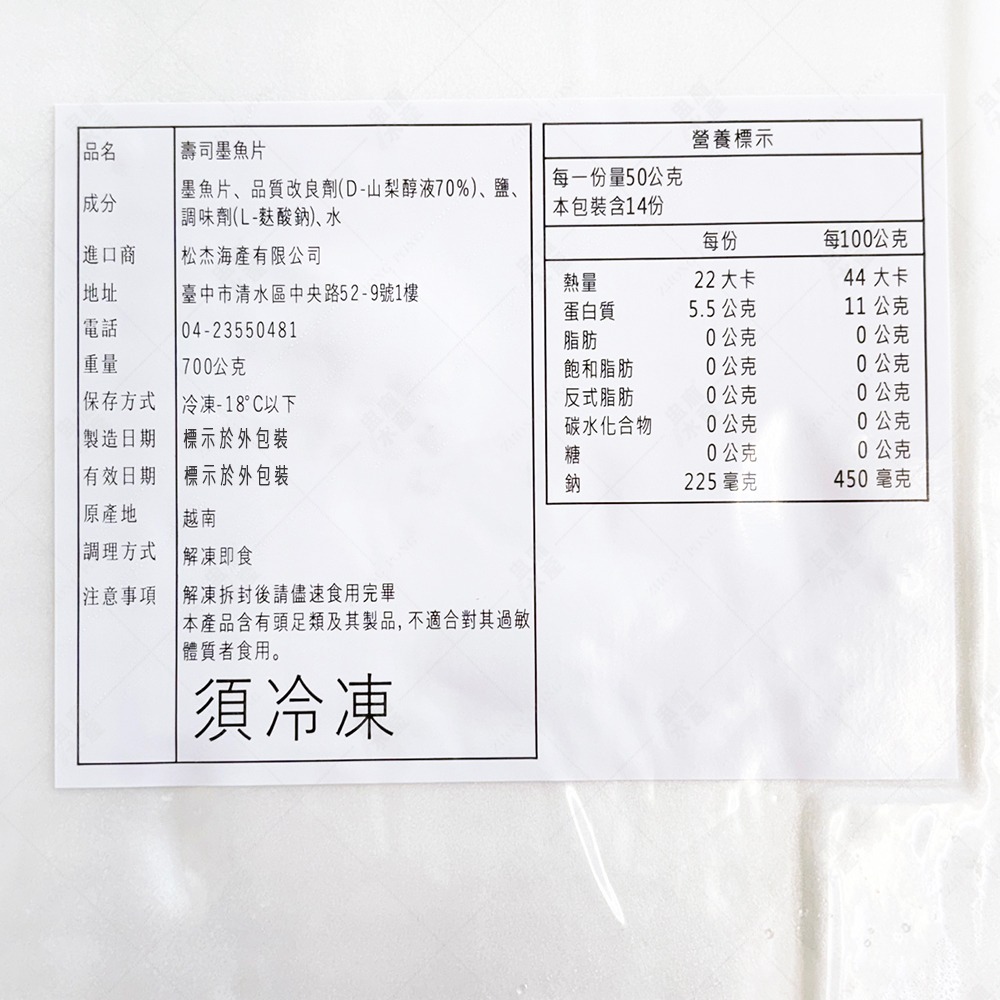 品名 壽司墨魚片
成分 墨魚片、品質改良劑(D-山梨醇液70%)、鹽、
調味劑(L-麩酸鈉)、水
進口商 松杰海產有限公司
地址 臺中市清水區中央路52-9號1樓
電話 04-23550481
重量 700公克
保存方式 冷凍-18°C以下
製造日期 標示於外包裝
有效日期 標示於外包裝
原產地 越南
調理方式 解凍即食
注意事項 解凍拆封後請儘速食用完畢
本產品含有頭足類及其製品,不適合對其過敏
體質者食用。
須冷凍
營養標示
每一份量50公克
本包裝含14份
每份 每100公克
熱量 22 大卡 44 大卡
蛋白質 5.5 公克 11 公克
脂肪 0 公克 0 公克
飽和脂肪 0 公克 0 公克
反式脂肪 0 公克 0 公克
碳水化合物 0 公克 0 公克
糖 0 公克 0 公克
鈉 225 毫克 450 毫克